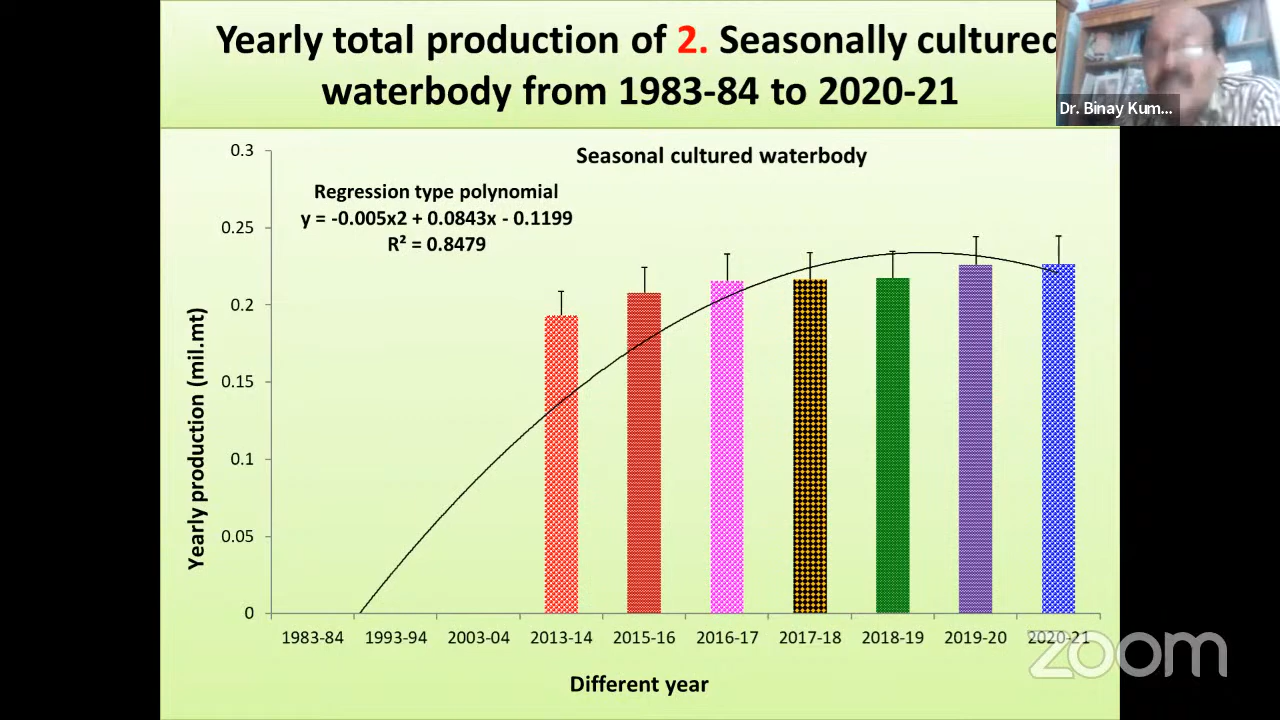 Yearly total production of 2. Seasonally cultured
waterbody from 1983-84 to 2020-21
Dr. Binay Kum...
Seasonal cultured waterbody
Regression type polynomial
y = -0.005x2 + 0.0843x - 0.1199
R² = 0.8479
Yearly production (mil.mt)
0.3
0.25
0.2
0.15
0.1
0.05
0
1983-84 1993-94 2003-04 2013-14 2015-16 2016-17 2017-18 2018-19 2019-20 2020-21
Different year
zoom